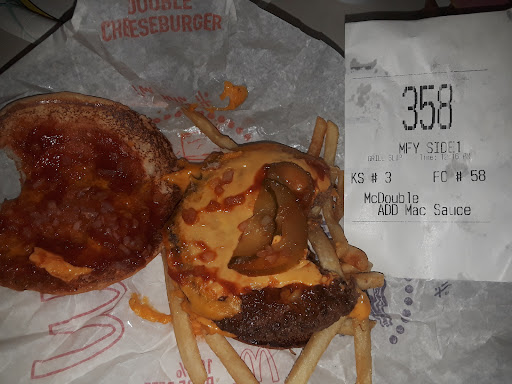 DOUBLE
CHEESEBURGER
358
MFY SIDE1
KS # 3 FC # 58
McDouble
ADD Mac Sauce